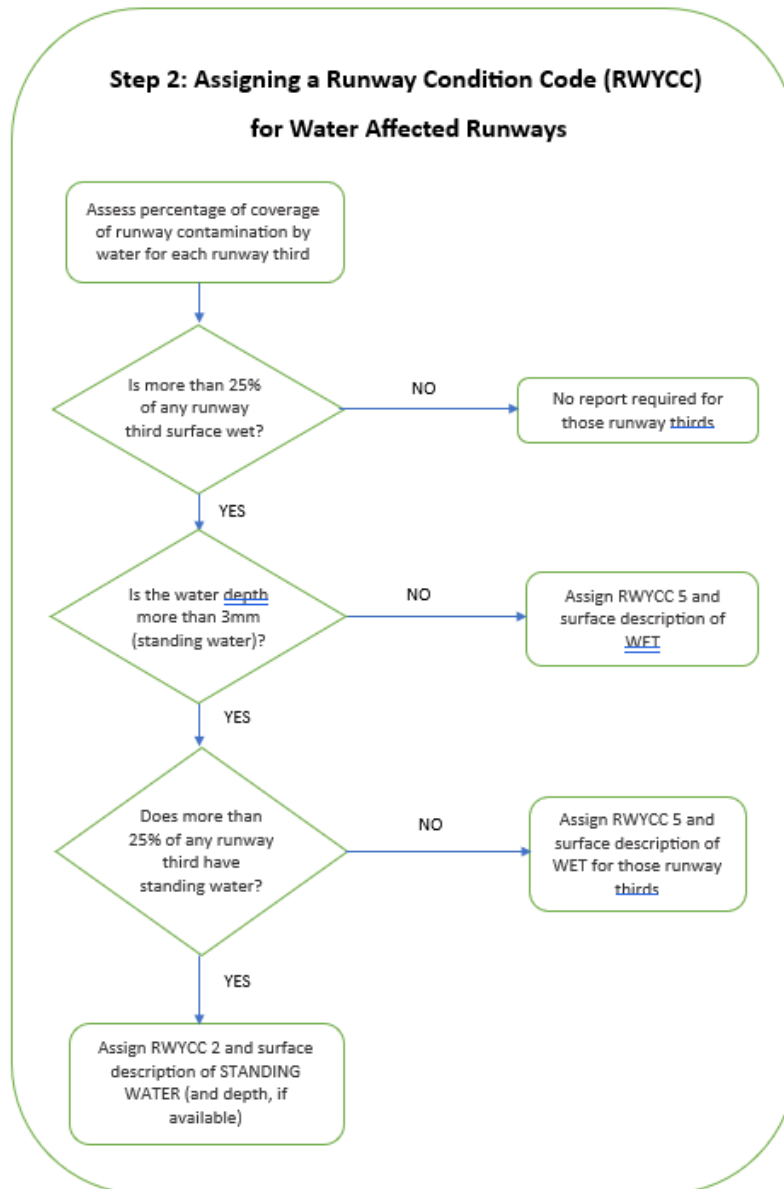 Step 2: Assigning a Runway Condition Code (RWYCC)
for Water Affected Runways
Assess percentage of coverage
of runway contamination by
water for each runway third
Is more than 25%
of any runway
third surface wet?
NO
No report required for
those runway thirds
YES
Is the water depth
more than 3mm
(standing water)?
NO
Assign RWYCC 5 and
surface description of
WET
YES
Does more than
25% of any runway
third have
standing water?
NO
Assign RWYCC 5 and
surface description of
WET for those runway
thirds
YES
Assign RWYCC 2 and surface
description of STANDING
WATER (and depth, if
available)